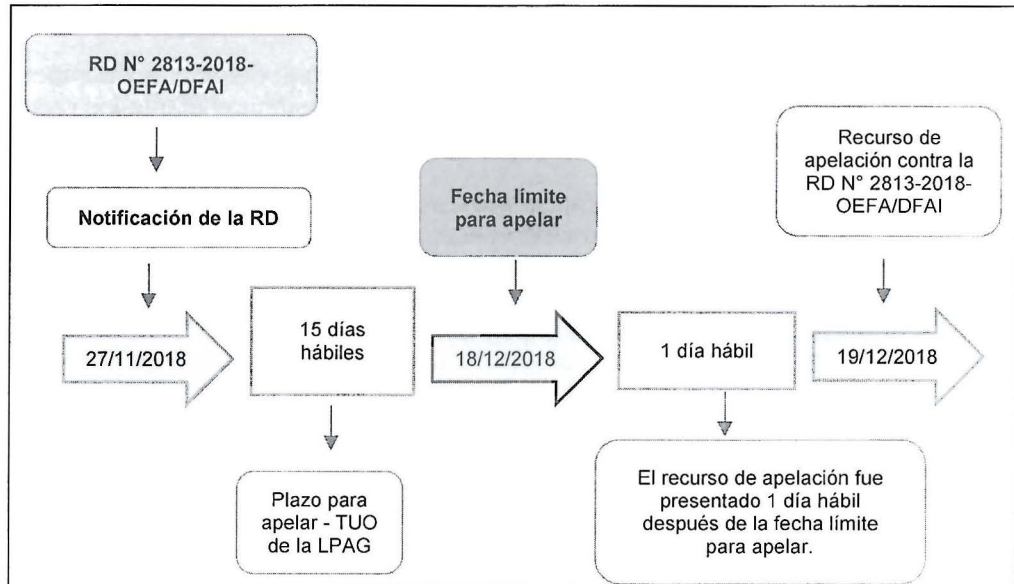 RD N° 2813-2018-
OEFA/DFAI
Notificación de la RD
Fecha límite
para apelar
Recurso de
apelación contra la
RD N° 2813-2018-
OEFA/DFAI
27/11/2018
15 días
hábiles
18/12/2018
1 día hábil
19/12/2018
Plazo para
apelar - TUO
de la LPAG
El recurso de apelación fue
presentado 1 día hábil
después de la fecha límite
para apelar.